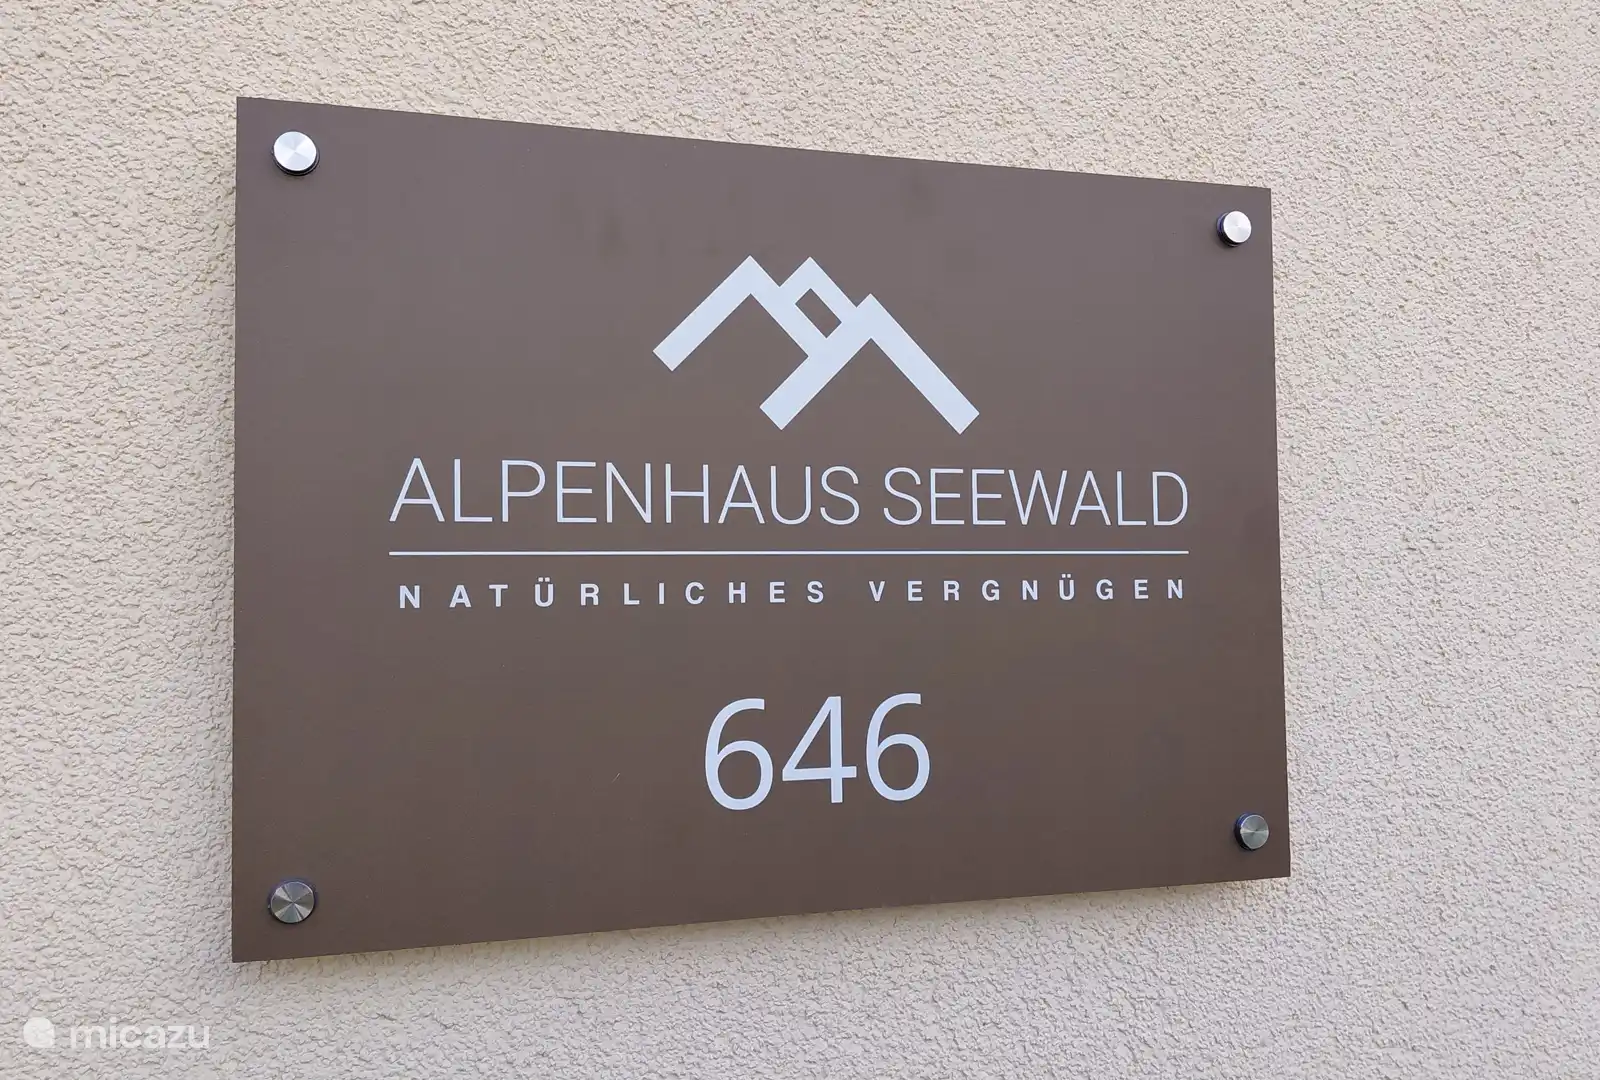 ALPENHAUS SEEWALD
NATÜRLICHES VERGNÜGEN
646
micazu